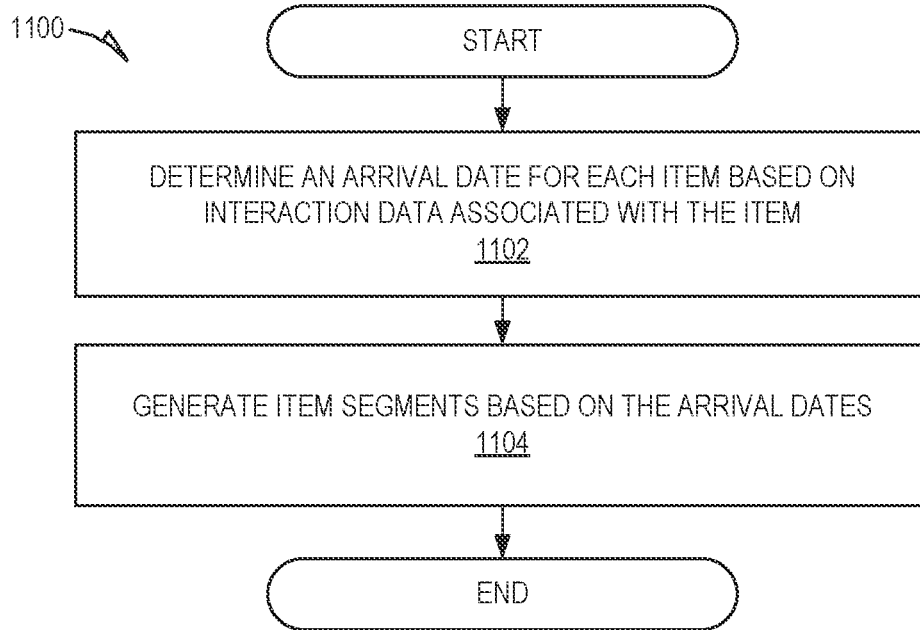 1100
START
DETERMINE AN ARRIVAL DATE FOR EACH ITEM BASED ON
INTERACTION DATA ASSOCIATED WITH THE ITEM
1102
GENERATE ITEM SEGMENTS BASED ON THE ARRIVAL DATES
1104
END